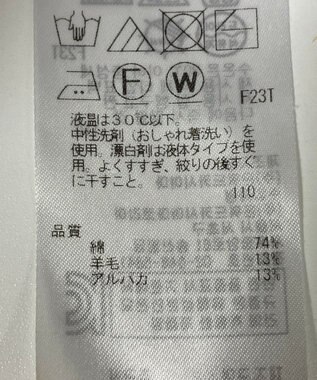 F W
F23T
液温は30℃以下、
中性洗剤(おしゃれ着洗い)を
使用。漂白剤は液体タイプを使
用。よくすすぎ、絞りの後すぐ
に干すこと。
110
品質
綿 74%
羊毛 13%
アルパカ 13%